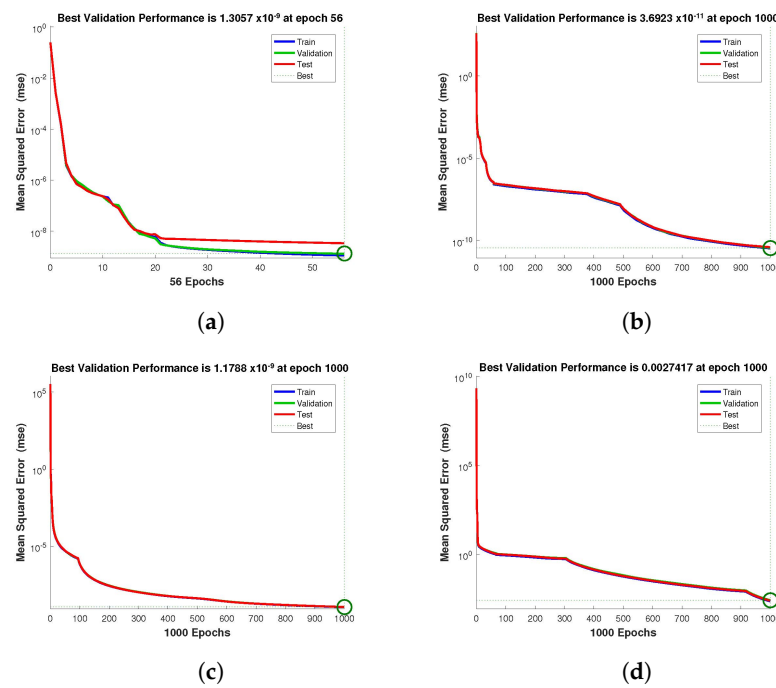 Best Validation Performance is 1.3057 x10-9 at epoch 56
Mean Squared Error (mse)
10^0
10^-2
10^-4
10^-6
10^-8
Train
Validation
Test
Best
0 10 20 30 40 50
56 Epochs
(a)
Best Validation Performance is 3.6923 x10-11 at epoch 1000
Mean Squared Error (mse)
10^0
10^-5
10^-10
Train
Validation
Test
Best
0 100 200 300 400 500 600 700 800 900 1000
1000 Epochs
(b)
Best Validation Performance is 1.1788 x10-9 at epoch 1000
Mean Squared Error (mse)
10^5
10^0
10^-5
Train
Validation
Test
Best
0 100 200 300 400 500 600 700 800 900 1000
1000 Epochs
(c)
Best Validation Performance is 0.0027417 at epoch 1000
Mean Squared Error (mse)
10^10
10^5
10^0
Train
Validation
Test
Best
0 100 200 300 400 500 600 700 800 900 1000
1000 Epochs
(d)